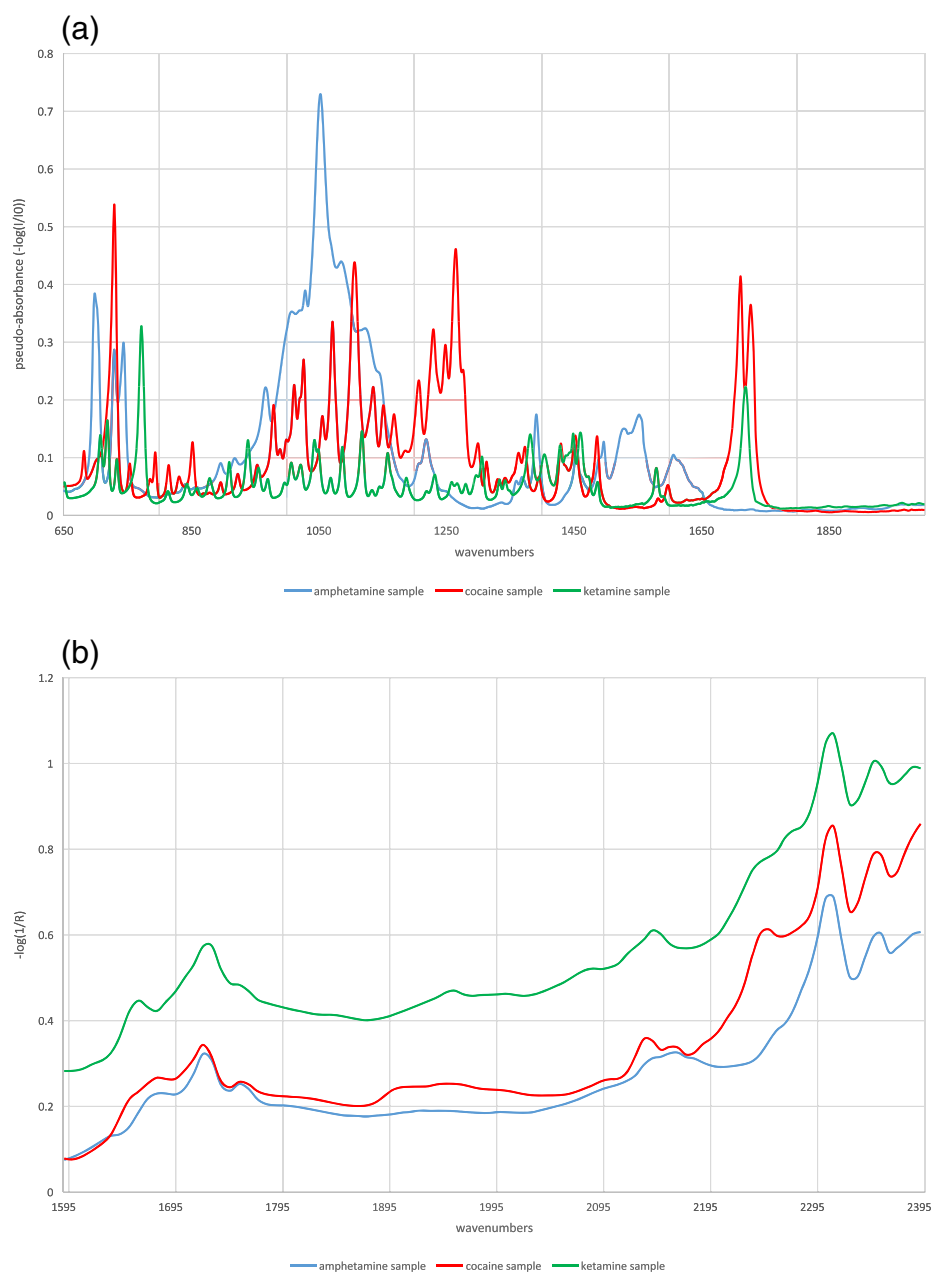 (a)
0.8
0.7
0.6
0.5
0.4
0.3
0.2
0.1
0
pseudo-absorbance (-log(I/I0))
650 850 1050 1250 1450 1650 1850
wavenumbers
amphetamine sample cocaine sample ketamine sample
(b)
1.2
1
0.8
0.6
0.4
0.2
0
-log(1/R)
1595 1695 1795 1895 1995 2095 2195 2295 2395
wavenumbers
amphetamine sample cocaine sample ketamine sample